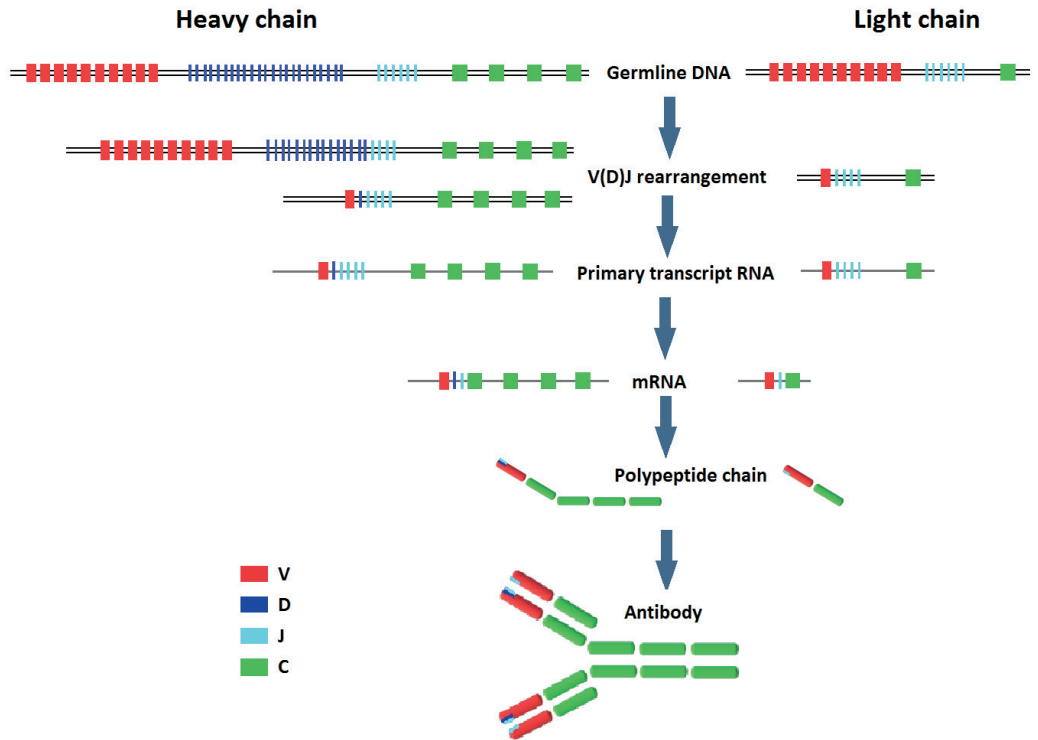 Heavy chain
Light chain
Germline DNA
V(D)J rearrangement
Primary transcript RNA
mRNA
Polypeptide chain
Antibody
V
D
J
C